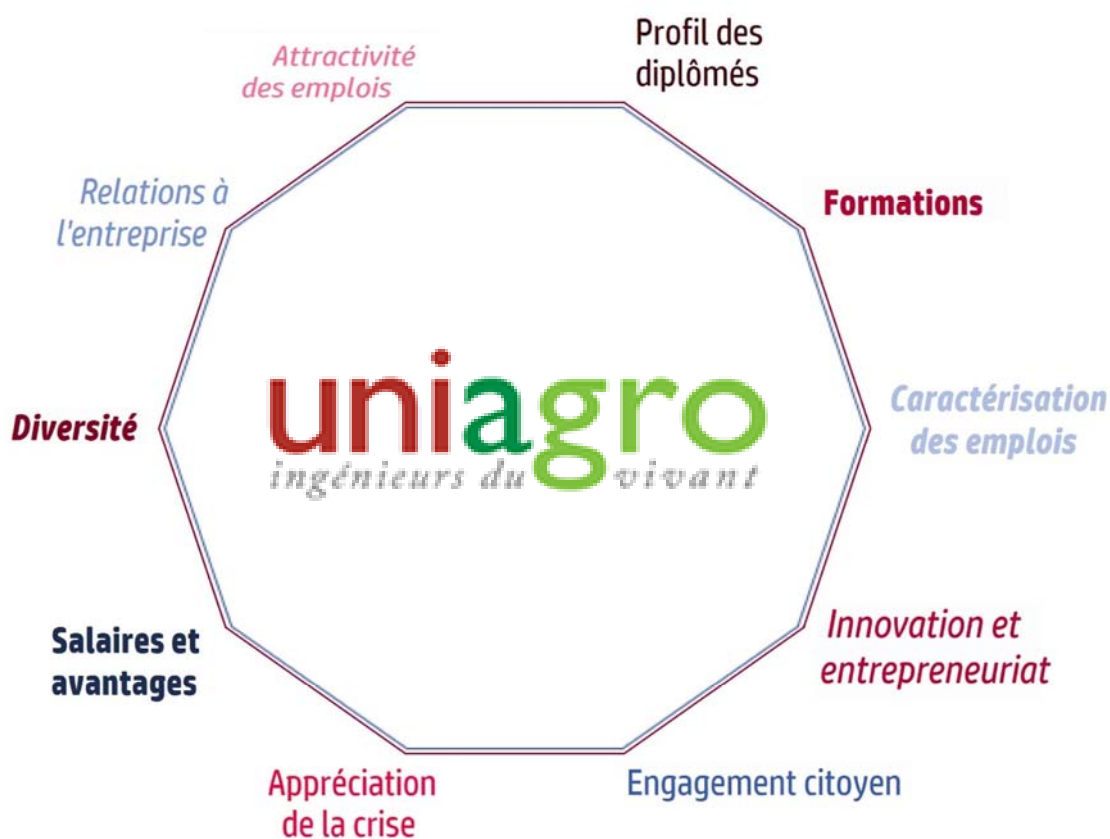 Attractivité
des emplois
Profil des
diplômés
Relations à
l'entreprise
Formations
uniagro
ingénieurs du vivant
Diversité
Caractérisation
des emplois
Salaires et
avantages
Innovation et
entrepreneuriat
Appréciation
de la crise
Engagement citoyen